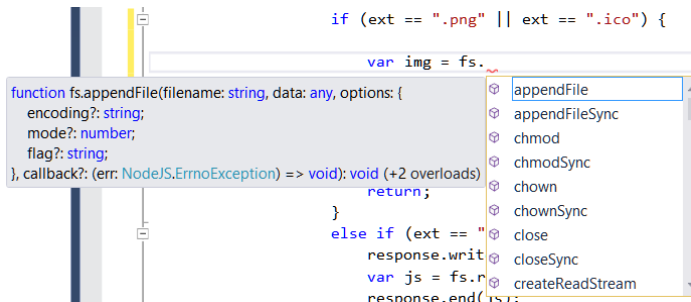 if (ext == ".png" || ext == ".ico") {
var img = fs.
function fs.appendFile(filename: string, data: any, options: {
encoding?: string;
mode?: number;
flag?: string;
}, callback?: (err: NodeJS.ErrnoException) => void): void (+2 overloads)
appendFile
appendFileSync
chmod
chmodSync
chown
chownSync
close
closeSync
createReadStream
return;
}
else if (ext == "
response.writ
var js = fs.r
response.end(js);